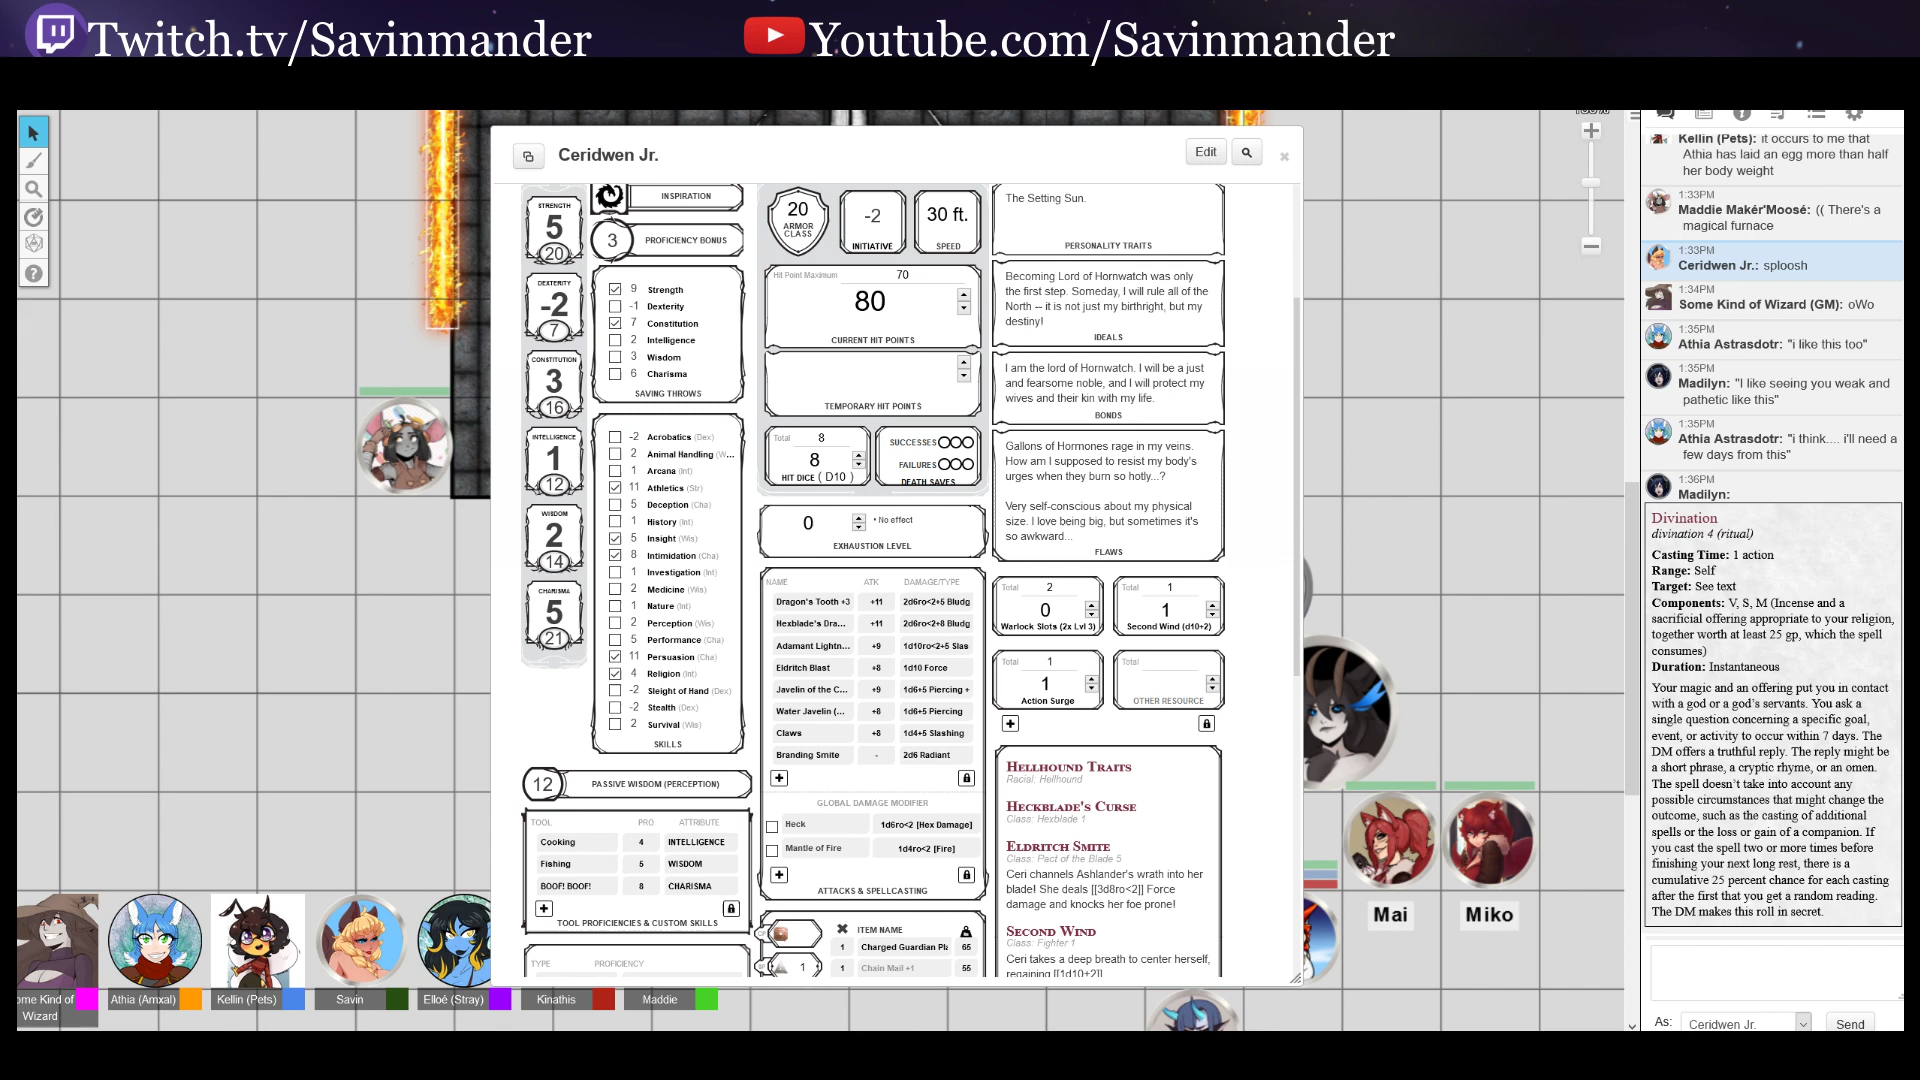 Twitch.tv/Savinmander
Youtube.com/Savinmander
Ceridwen Jr.
Edit
STRENGTH
5
20
DEXTERITY
-2
7
CONSTITUTION
3
16
INTELLIGENCE
1
12
WISDOM
2
14
CHARISMA
5
21
INSPIRATION
3 PROFICIENCY BONUS
9 Strength
-1 Dexterity
7 Constitution
2 Intelligence
3 Wisdom
6 Charisma
SAVING THROWS
-2 Acrobatics (Dex)
2 Animal Handling (W...
1 Arcana (Int)
11 Athletics (Str)
5 Deception (Cha)
1 History (Int)
5 Insight (Wis)
8 Intimidation (Cha)
1 Investigation (Int)
2 Medicine (Wis)
1 Nature (Int)
2 Perception (Wis)
5 Performance (Cha)
11 Persuasion (Cha)
4 Religion (Int)
-2 Sleight of Hand (Dex)
-2 Stealth (Dex)
2 Survival (Wis)
SKILLS
12 PASSIVE WISDOM (PERCEPTION)
TOOL PRO ATTRIBUTE
Cooking 4 INTELLIGENCE
Fishing 5 WISDOM
BOOF! BOOF! 8 CHARISMA
TOOL PROFICIENCIES & CUSTOM SKILLS
TYPE PROFICIENCY
20
ARMOR
CLASS
-2
INITIATIVE
30 ft.
SPEED
Hit Point Maximum 70
80
CURRENT HIT POINTS
TEMPORARY HIT POINTS
Total 8
8
HIT DICE ( D10 )
SUCCESSES
FAILURES
DEATH SAVES
0 • No effect
EXHAUSTION LEVEL
NAME ATK DAMAGE/TYPE
Dragon's Tooth +3 +11 2d6ro<2+5 Bludg
Hexblade's Dra... +11 2d6ro<2+8 Bludg
Adamant Lightn... +9 1d10ro<2+5 Slas
Eldritch Blast +8 1d10 Force
Javelin of the C... +9 1d6+5 Piercing +
Water Javelin (... +8 1d6+5 Piercing
Claws +8 1d4+5 Slashing
Branding Smite - 2d6 Radiant
GLOBAL DAMAGE MODIFIER
Heck 1d6ro<2 [Hex Damage]
Mantle of Fire 1d4ro<2 [Fire]
ATTACKS & SPELLCASTING
ITEM NAME
1 Charged Guardian Pla 65
1 1 Chain Mail +1 55
The Setting Sun.
PERSONALITY TRAITS
Becoming Lord of Hornwatch was only
the first step. Someday, I will rule all of the
North -- it is not just my birthright, but my
destiny!
IDEALS
I am the lord of Hornwatch. I will be a just
and fearsome noble, and I will protect my
wives and their kin with my life.
BONDS
Gallons of Hormones rage in my veins.
How am I supposed to resist my body's
urges when they burn so hotly...?
Very self-conscious about my physical
size. I love being big, but sometimes it's
so awkward...
FLAWS
Total 2
0
Warlock Slots (2x Lvl 3)
Total 1
1
Second Wind (d10+2)
Total 1
1
Action Surge
Total
OTHER RESOURCE
HELLHOUND TRAITS
Racial: Hellhound
HECKBLADE'S CURSE
Class: Hexblade 1
ELDRITCH SMITE
Class: Pact of the Blade 5
Ceri channels Ashlander's wrath into her
blade! She deals [[3d8ro<2]] Force
damage and knocks her foe prone!
SECOND WIND
Class: Fighter 1
Ceri takes a deep breath to center herself,
regaining [[1d10+2]]
Mai
Miko
ome Kind of
Wizard
Athia (Amxal)
Kellin (Pets)
Savin
Elloé (Stray)
Kinathis
Maddie
Kellin (Pets): it occurs to me that
Athia has laid an egg more than half
her body weight
1:33PM
Maddie Makér'Moosé: (( There's a
magical furnace
1:33PM
Ceridwen Jr.: sploosh
1:34PM
Some Kind of Wizard (GM): oWo
1:35PM
Athia Astrasdotr: "i like this too"
1:35PM
Madilyn: "I like seeing you weak and
pathetic like this"
1:35PM
Athia Astrasdotr: "i think.... i'll need a
few days from this"
1:36PM
Madilyn:
Divination
divination 4 (ritual)
Casting Time: 1 action
Range: Self
Target: See text
Components: V, S, M (Incense and a
sacrificial offering appropriate to your religion,
together worth at least 25 gp, which the spell
consumes)
Duration: Instantaneous
Your magic and an offering put you in contact
with a god or a god's servants. You ask a
single question concerning a specific goal,
event, or activity to occur within 7 days. The
DM offers a truthful reply. The reply might be
a short phrase, a cryptic rhyme, or an omen.
The spell doesn't take into account any
possible circumstances that might change the
outcome, such as the casting of additional
spells or the loss or gain of a companion. If
you cast the spell two or more times before
finishing your next long rest, there is a
cumulative 25 percent chance for each casting
after the first that you get a random reading.
The DM makes this roll in secret.
As: Ceridwen Jr. Send